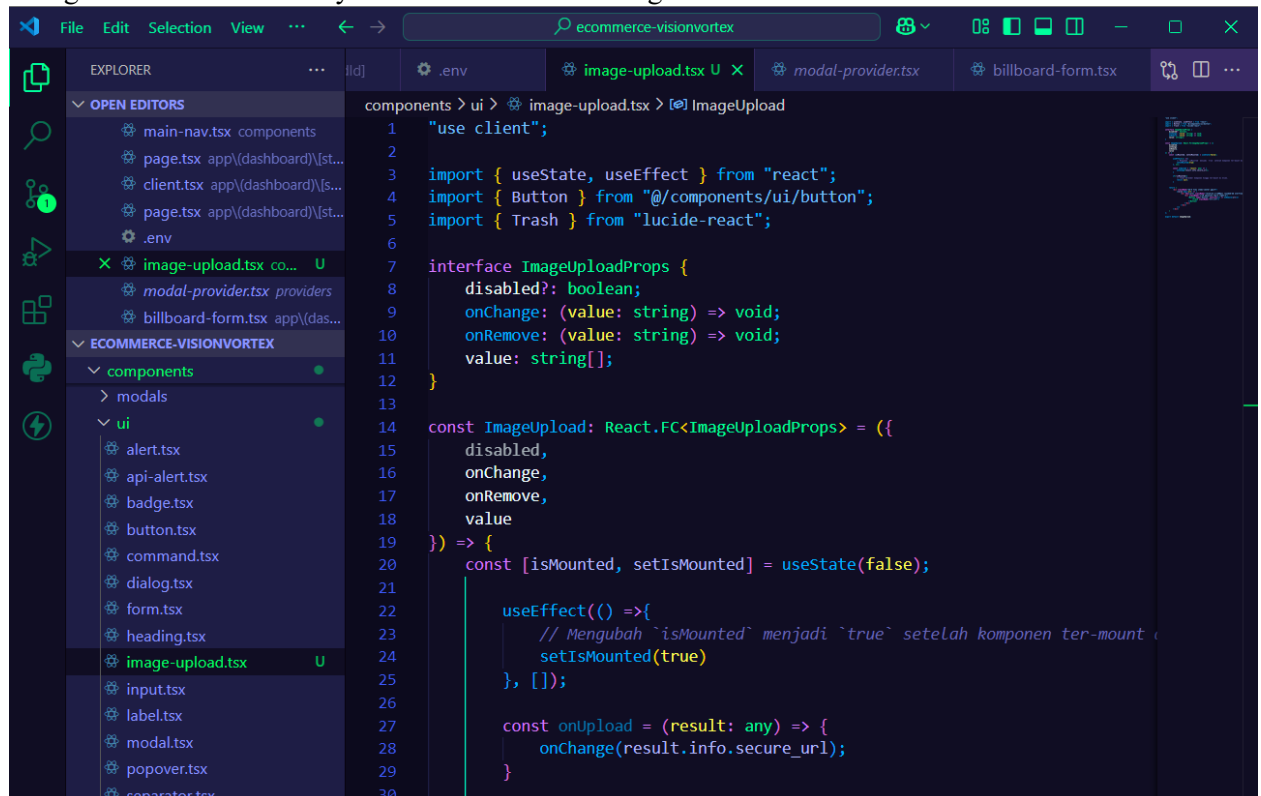 File Edit Selection View ··· ecommerce-visionvortex
EXPLORER ···
OPEN EDITORS
main-nav.tsx components
page.tsx app\(dashboard)\[st...
client.tsx app\(dashboard)\[s...
page.tsx app\(dashboard)\[st...
.env
image-upload.tsx co... U
modal-provider.tsx providers
billboard-form.tsx app\(das...
ECOMMERCE-VISIONVORTEX
components
modals
ui
alert.tsx
api-alert.tsx
badge.tsx
button.tsx
command.tsx
dialog.tsx
form.tsx
heading.tsx
image-upload.tsx U
input.tsx
label.tsx
modal.tsx
popover.tsx
separator.tsx
.env image-upload.tsx U modal-provider.tsx billboard-form.tsx
components > ui > image-upload.tsx > ImageUpload
1 "use client";
2
3 import { useState, useEffect } from "react";
4 import { Button } from "@/components/ui/button";
5 import { Trash } from "lucide-react";
6
7 interface ImageUploadProps {
8 disabled?: boolean;
9 onChange: (value: string) => void;
10 onRemove: (value: string) => void;
11 value: string[];
12 }
13
14 const ImageUpload: React.FC<ImageUploadProps> = ({
15 disabled,
16 onChange,
17 onRemove,
18 value
19 }) => {
20 const [isMounted, setIsMounted] = useState(false);
21
22 useEffect(() =>{
23 // Mengubah `isMounted` menjadi `true` setelah komponen ter-mount
24 setIsMounted(true)
25 }, []);
26
27 const onUpload = (result: any) => {
28 onChange(result.info.secure_url);
29 }
30